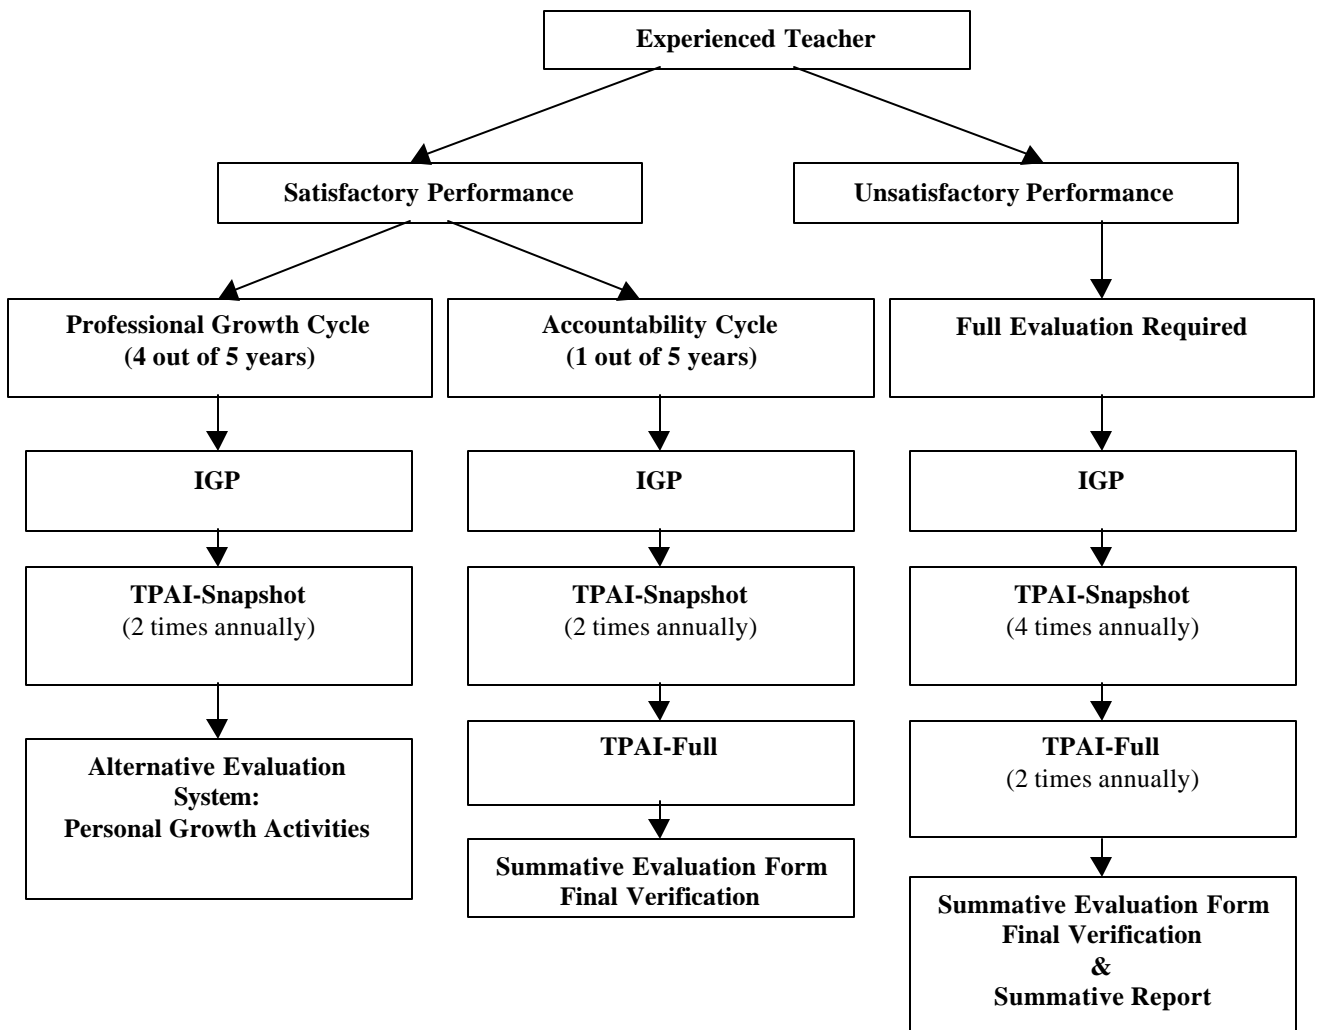 Experienced Teacher
Satisfactory Performance
Unsatisfactory Performance
Professional Growth Cycle
(4 out of 5 years)
Accountability Cycle
(1 out of 5 years)
Full Evaluation Required
IGP
IGP
IGP
TPAI-Snapshot
(2 times annually)
TPAI-Snapshot
(2 times annually)
TPAI-Snapshot
(4 times annually)
Alternative Evaluation
System:
Personal Growth Activities
TPAI-Full
TPAI-Full
(2 times annually)
Summative Evaluation Form
Final Verification
Summative Evaluation Form
Final Verification
&
Summative Report